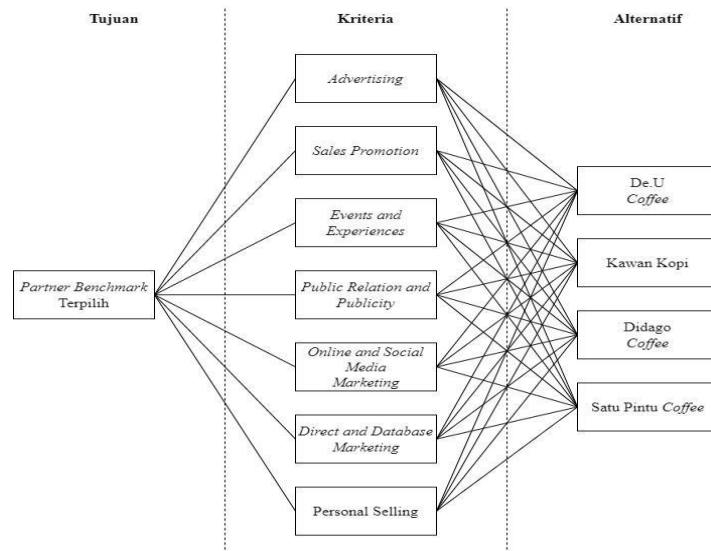 Tujuan
Kriteria
Alternatif
Advertising
Sales Promotion
Events and
Experiences
Public Relation and
Publicity
Online and Social
Media
Marketing
Direct and Database
Marketing
Personal Selling
Partner Benchmark
Terpilih
De.U
Coffee
Kawan Kopi
Didago
Coffee
Satu Pintu Coffee